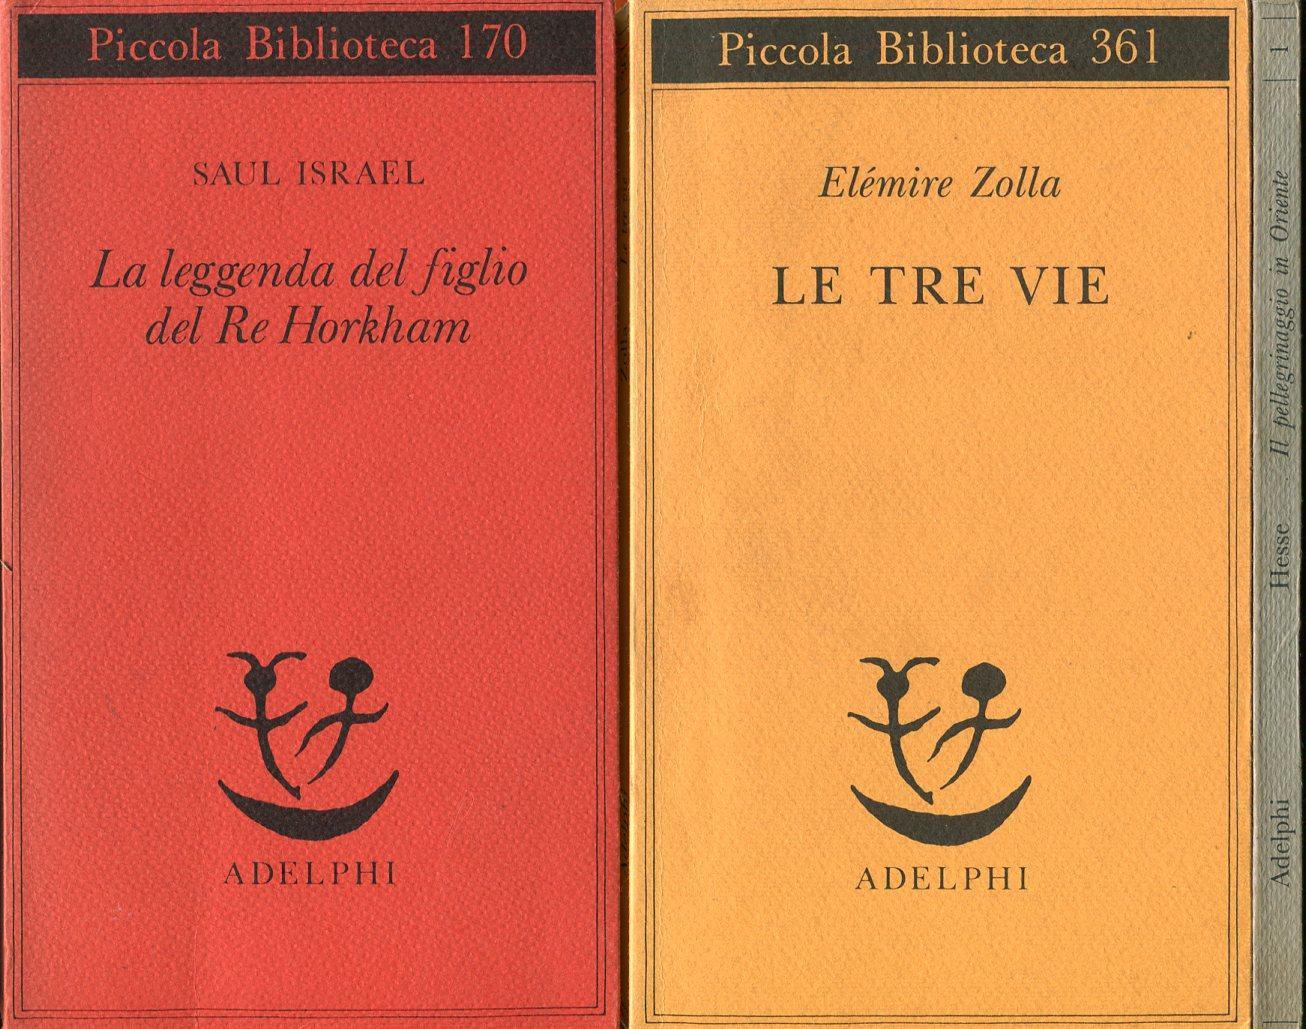 Piccola Biblioteca 170
SAUL ISRAEL
La leggenda del figlio
del Re Horkham
ADELPHI
Piccola Biblioteca 361
Elémire Zolla
LE TRE VIE
ADELPHI
Adelphi Hesse Il pellegrinaggio in Oriente 1